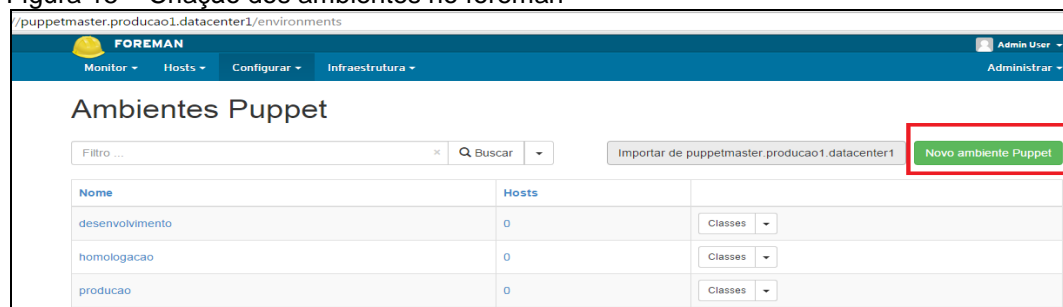 Figura 18 – Criação dos ambientes no foreman
//puppetmaster.producao1.datacenter1/environments
FOREMAN
Admin User
Monitor Hosts Configurar Infraestrutura Administrar
Ambientes Puppet
Filtro ... × Buscar Importar de puppetmaster.producao1.datacenter1 Novo ambiente Puppet
Nome Hosts
desenvolvimento 0 Classes
homologacao 0 Classes
producao 0 Classes